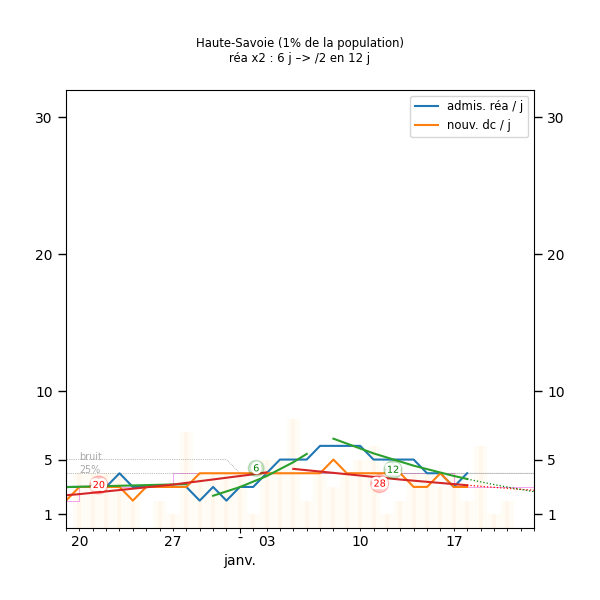 Haute-Savoie (1% de la population)
réa x2 : 6 j –> /2 en 12 j
admis. réa / j
nouv. dc / j
30 30
20 20
10 10
5 5
1 1
bruit
25%
20 6 28 12
20 27 - 03 10 17
janv.